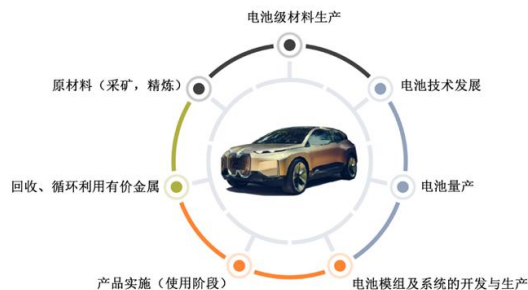 电池级材料生产
原材料（采矿，精炼）
电池技术发展
回收、循环利用有价金属
电池量产
产品实施（使用阶段）
电池模组及系统的开发与生产